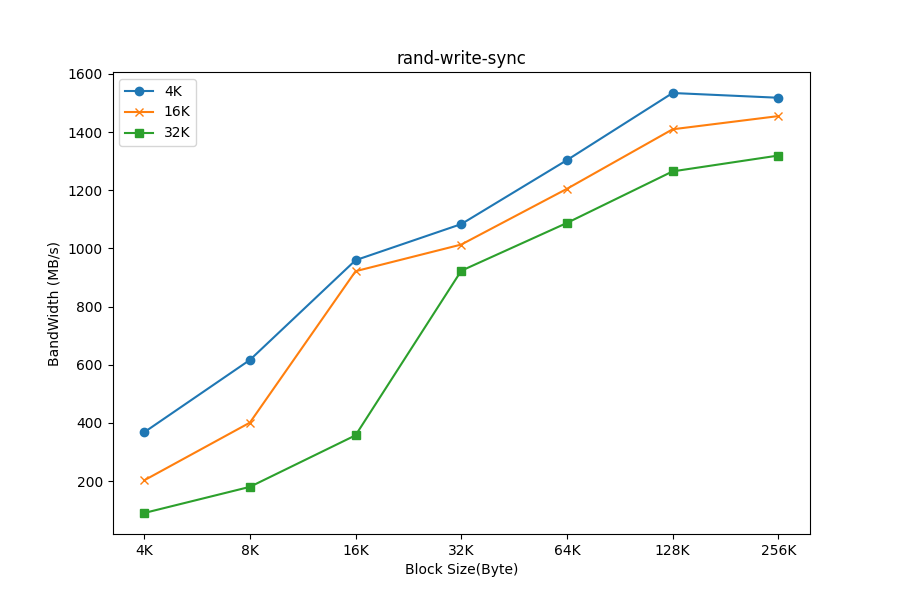 rand-write-sync
4K
16K
32K
BandWidth (MB/s)
1600
1400
1200
1000
800
600
400
200
4K 8K 16K 32K 64K 128K 256K
Block Size(Byte)